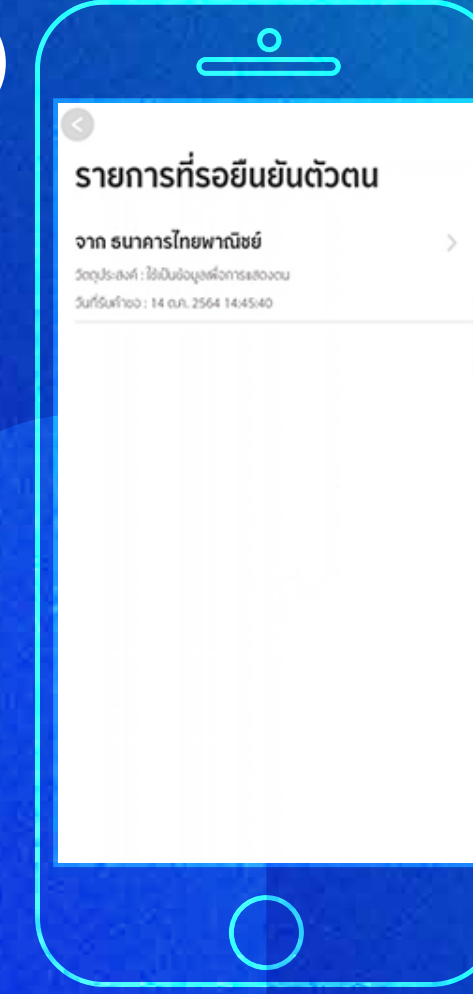 รายการที่รอยืนยันตัวตน
จาก ธนาคารไทยพาณิชย์
วัตถุประสงค์ : ใช้เป็นข้อมูลเพื่อการแสดงตน
วันที่รับคำขอ : 14 ต.ค. 2564 14:45:40